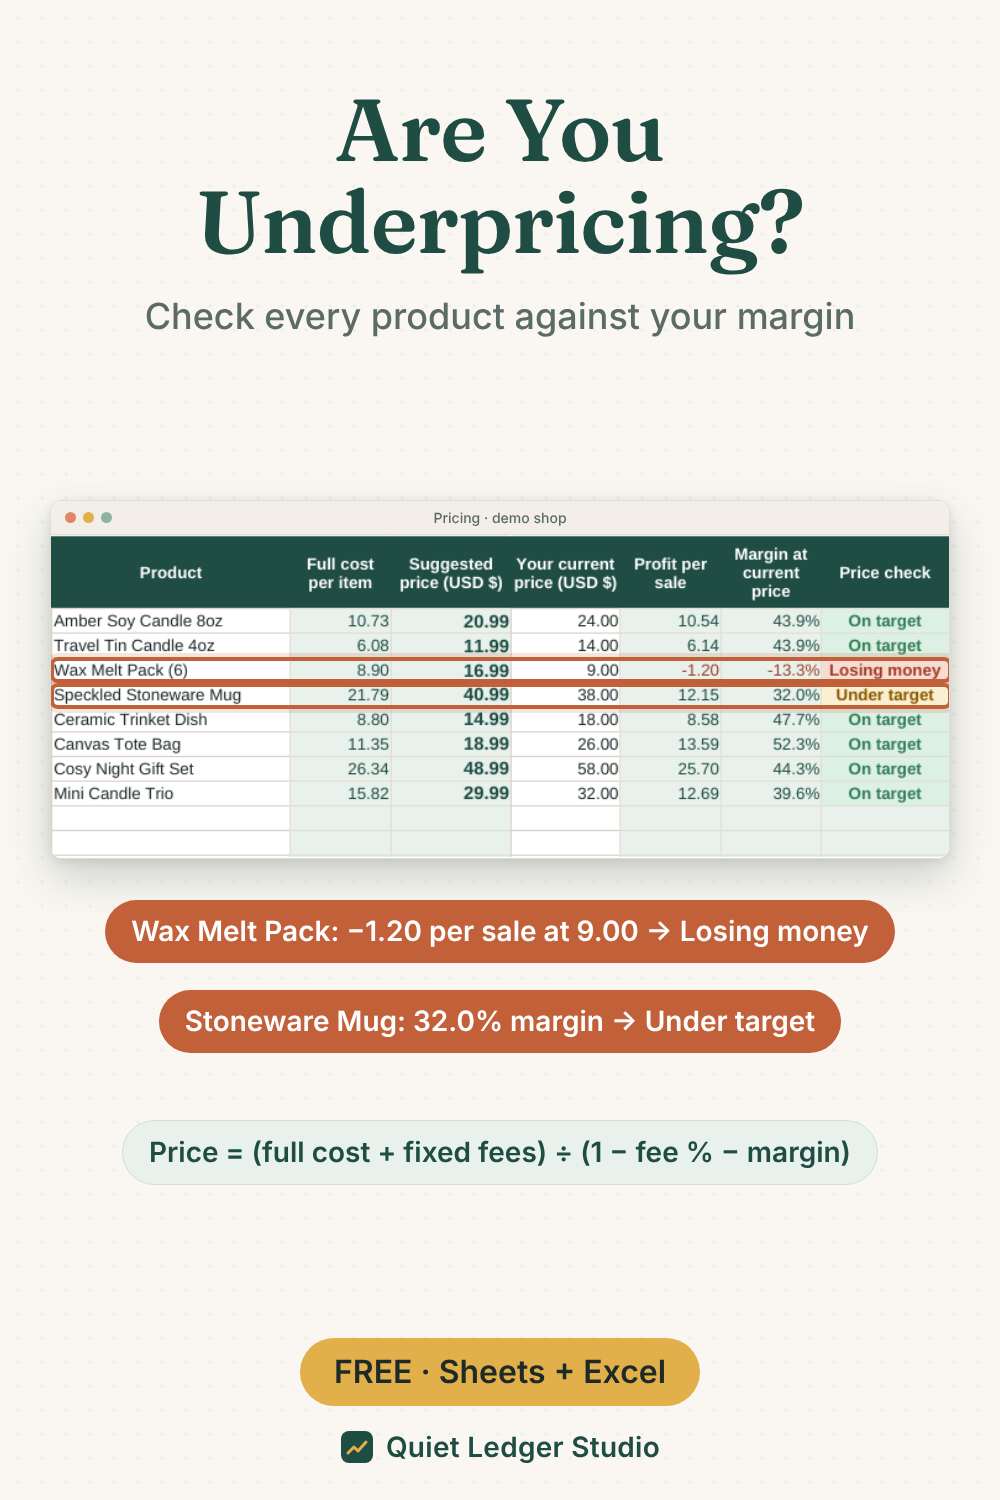 Are You
Underpricing?
Check every product against your margin
Pricing · demo shop
Product Full cost per item Suggested price (USD $) Your current price (USD $) Profit per sale Margin at current price Price check
Amber Soy Candle 8oz 10.73 20.99 24.00 10.54 43.9% On target
Travel Tin Candle 4oz 6.08 11.99 14.00 6.14 43.9% On target
Wax Melt Pack (6) 8.90 16.99 9.00 -1.20 -13.3% Losing money
Speckled Stoneware Mug 21.79 40.99 38.00 12.15 32.0% Under target
Ceramic Trinket Dish 8.80 14.99 18.00 8.58 47.7% On target
Canvas Tote Bag 11.35 18.99 26.00 13.59 52.3% On target
Cosy Night Gift Set 26.34 48.99 58.00 25.70 44.3% On target
Mini Candle Trio 15.82 29.99 32.00 12.69 39.6% On target
Wax Melt Pack: −1.20 per sale at 9.00 → Losing money
Stoneware Mug: 32.0% margin → Under target
Price = (full cost + fixed fees) ÷ (1 − fee % − margin)
FREE · Sheets + Excel
Quiet Ledger Studio